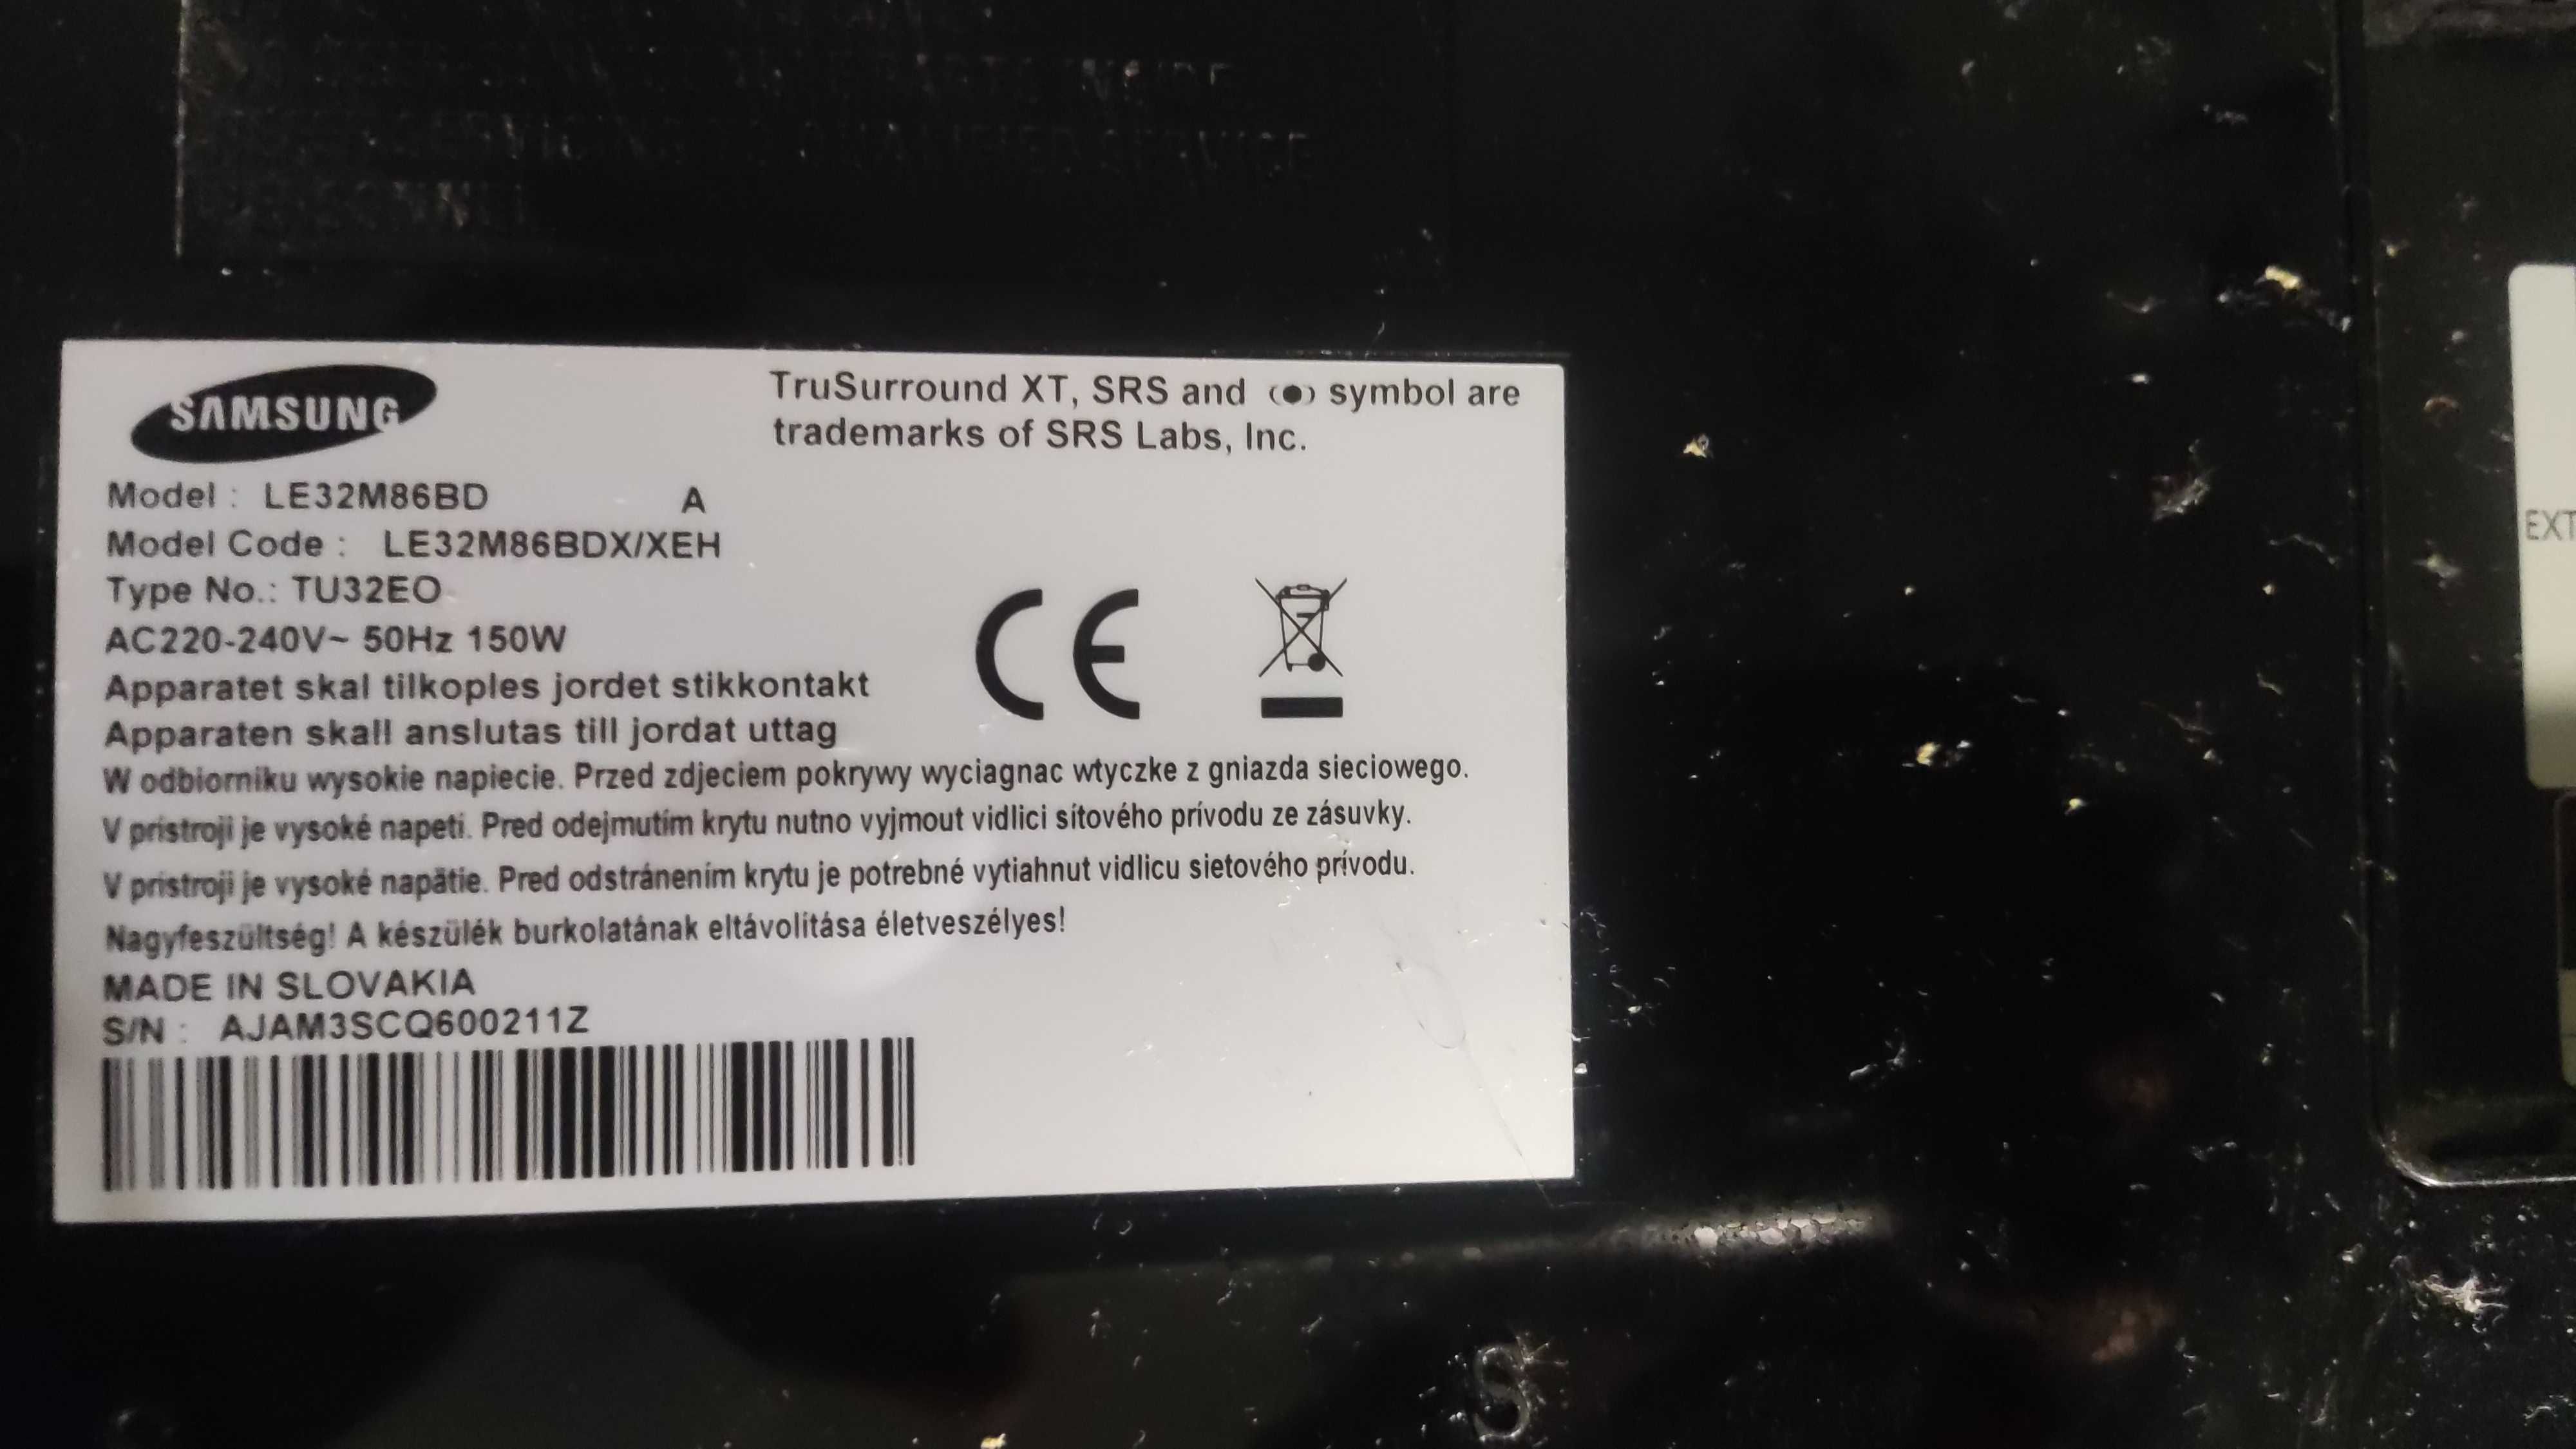 INSIDE
SERVICE
SAMSUNG
TruSurround XT, SRS and (●) symbol are
trademarks of SRS Labs, Inc.
Model : LE32M86BD A
Model Code : LE32M86BDX/XEH
Type No.: TU32EO
AC220-240V~ 50Hz 150W
Apparatet skal tilkoples jordet stikkontakt
Apparaten skall anslutas till jordat uttag
W odbiorniku wysokie napiecie. Przed zdjeciem pokrywy wyciagnac wtyczke z gniazda sieciowego.
V pristroji je vysoké napetí. Pred odejmutím krytu nutno vyjmout vidlici sítového prívodu ze zásuvky.
V pristroji je vysoké napätie. Pred odstránením krytu je potrebné vytiahnut vidlicu sietového prívodu.
Nagyfeszültség! A készülék burkolatának eltávolítása életveszélyes!
MADE IN SLOVAKIA
S/N : AJAM3SCQ600211Z
CE
EXT
S